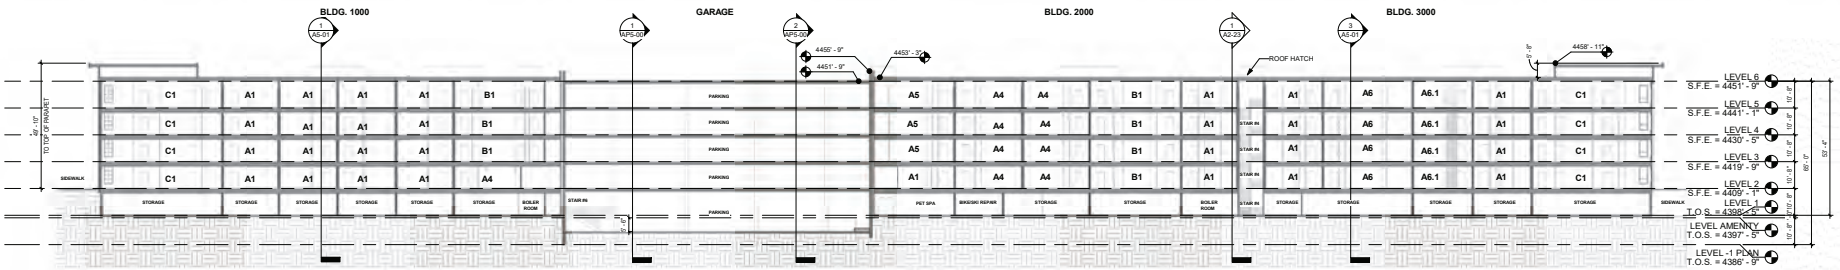 BLDG. 1000 GARAGE BLDG. 2000 BLDG. 3000
1 1 2 1 3
A5-01 AP5-00 AP5-00 A2-23 A5-01
4455' - 9" 4453' - 3" 4458' - 11"
4451' - 9"
ROOF HATCH
LEVEL 6
S.F.E. = 4451' - 9"
C1 A1 A1 A1 A1 B1 PARKING A5 A4 A4 B1 A1 A1 A6 A6.1 A1 C1
LEVEL 5
S.F.E. = 4441' - 1"
C1 A1 A1 A1 A1 B1 PARKING A5 A4 A4 B1 A1 STAIR IN A1 A6 A6.1 A1 C1
LEVEL 4
S.F.E. = 4430' - 5"
C1 A1 A1 A1 A1 B1 PARKING A5 A4 A4 B1 A1 STAIR IN A1 A6 A6.1 A1 C1
LEVEL 3
S.F.E. = 4419' - 9"
SIDEWALK C1 A1 A1 A1 A1 A4 PARKING A1 A4 A4 B1 A1 STAIR IN A1 A6 A6.1 A1 C1
LEVEL 2
S.F.E. = 4409' - 1"
STORAGE STORAGE STORAGE STORAGE STORAGE STORAGE BOILER ROOM STAIR IN PARKING PET SPA BIKE/SKI REPAIR STORAGE STORAGE BOILER ROOM STAIR IN STORAGE STORAGE STORAGE STORAGE STORAGE SIDEWALK
LEVEL 1
T.O.S. = 4398' - 5"
LEVEL AMENITY
T.O.S. = 4397' - 5"
LEVEL -1 PLAN
T.O.S. = 4386' - 9"
TO TOP OF PARAPET
10' - 8"
10' - 8"
10' - 8"
10' - 8"
10' - 8"
65' - 0"
53' - 4"